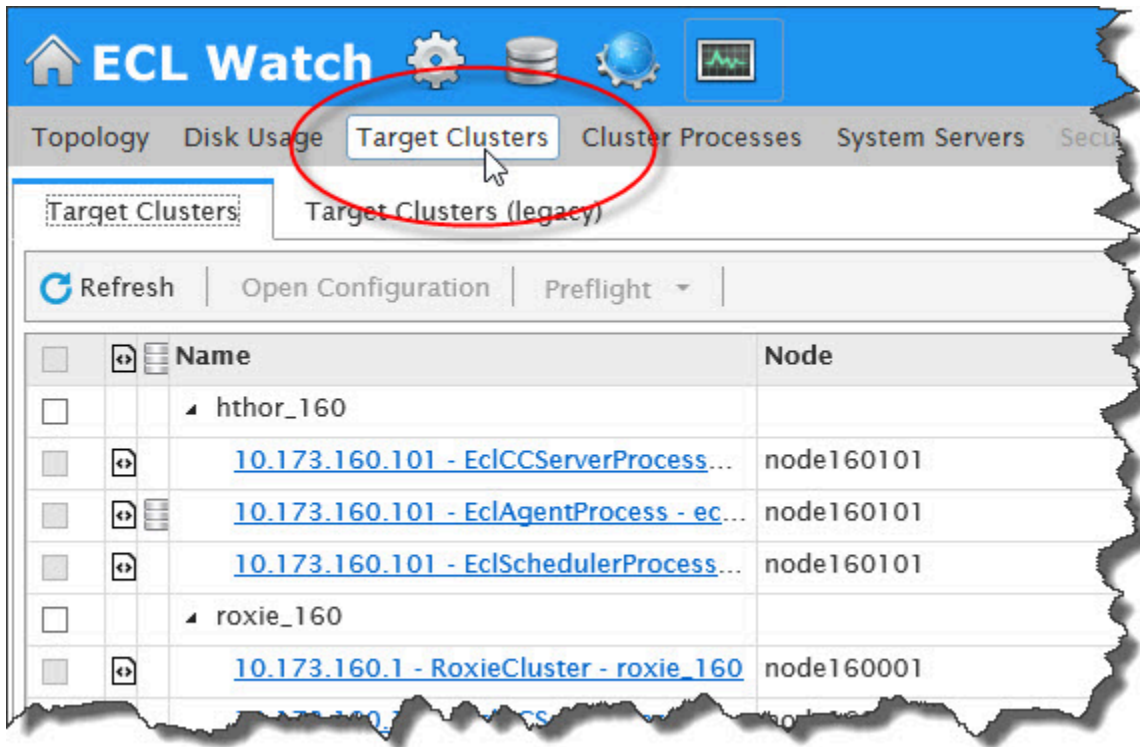 ECL Watch
Topology Disk Usage Target Clusters Cluster Processes System Servers
Target Clusters Target Clusters (legacy)
Refresh Open Configuration Preflight
Name Node
hthor_160
10.173.160.101 - EclCCServerProcess... node160101
10.173.160.101 - EclAgentProcess - ec... node160101
10.173.160.101 - EclSchedulerProcess... node160101
roxie_160
10.173.160.1 - RoxieCluster - roxie_160 node160001